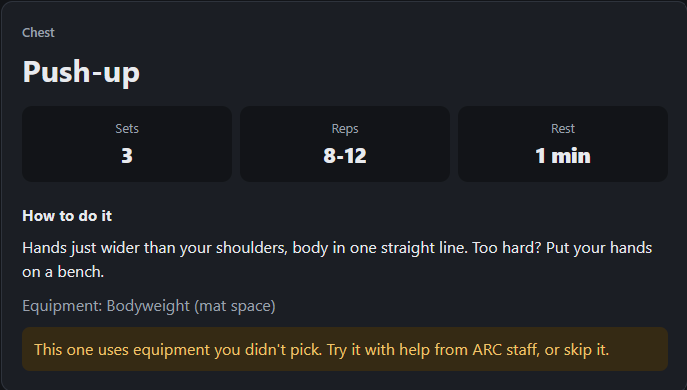 Chest
Push-up
Sets
3
Reps
8-12
Rest
1 min
How to do it
Hands just wider than your shoulders, body in one straight line. Too hard? Put your hands
on a bench.
Equipment: Bodyweight (mat space)
This one uses equipment you didn't pick. Try it with help from ARC staff, or skip it.